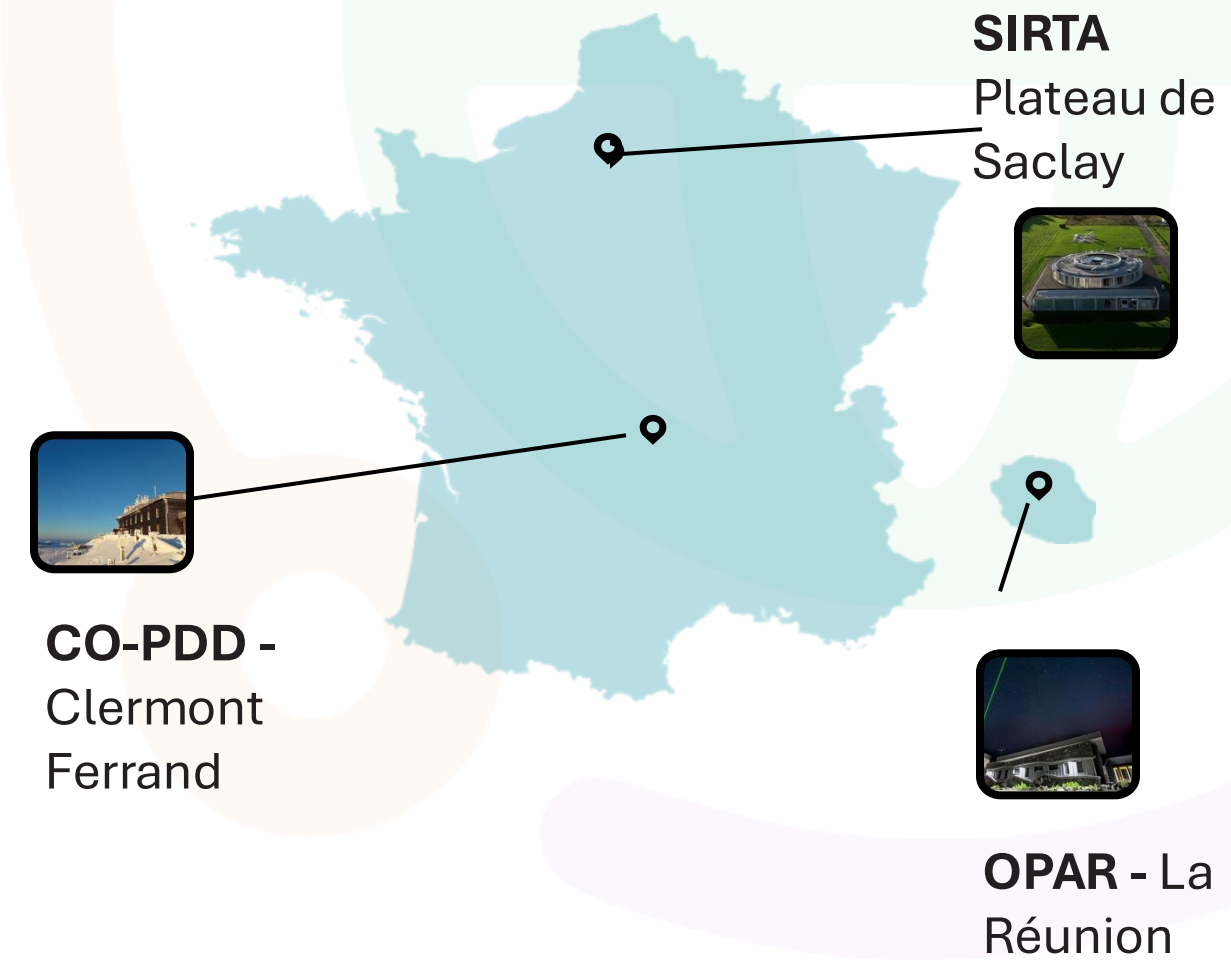 SIRTA
Plateau de
Saclay
CO-PDD -
Clermont
Ferrand
OPAR - La
Réunion